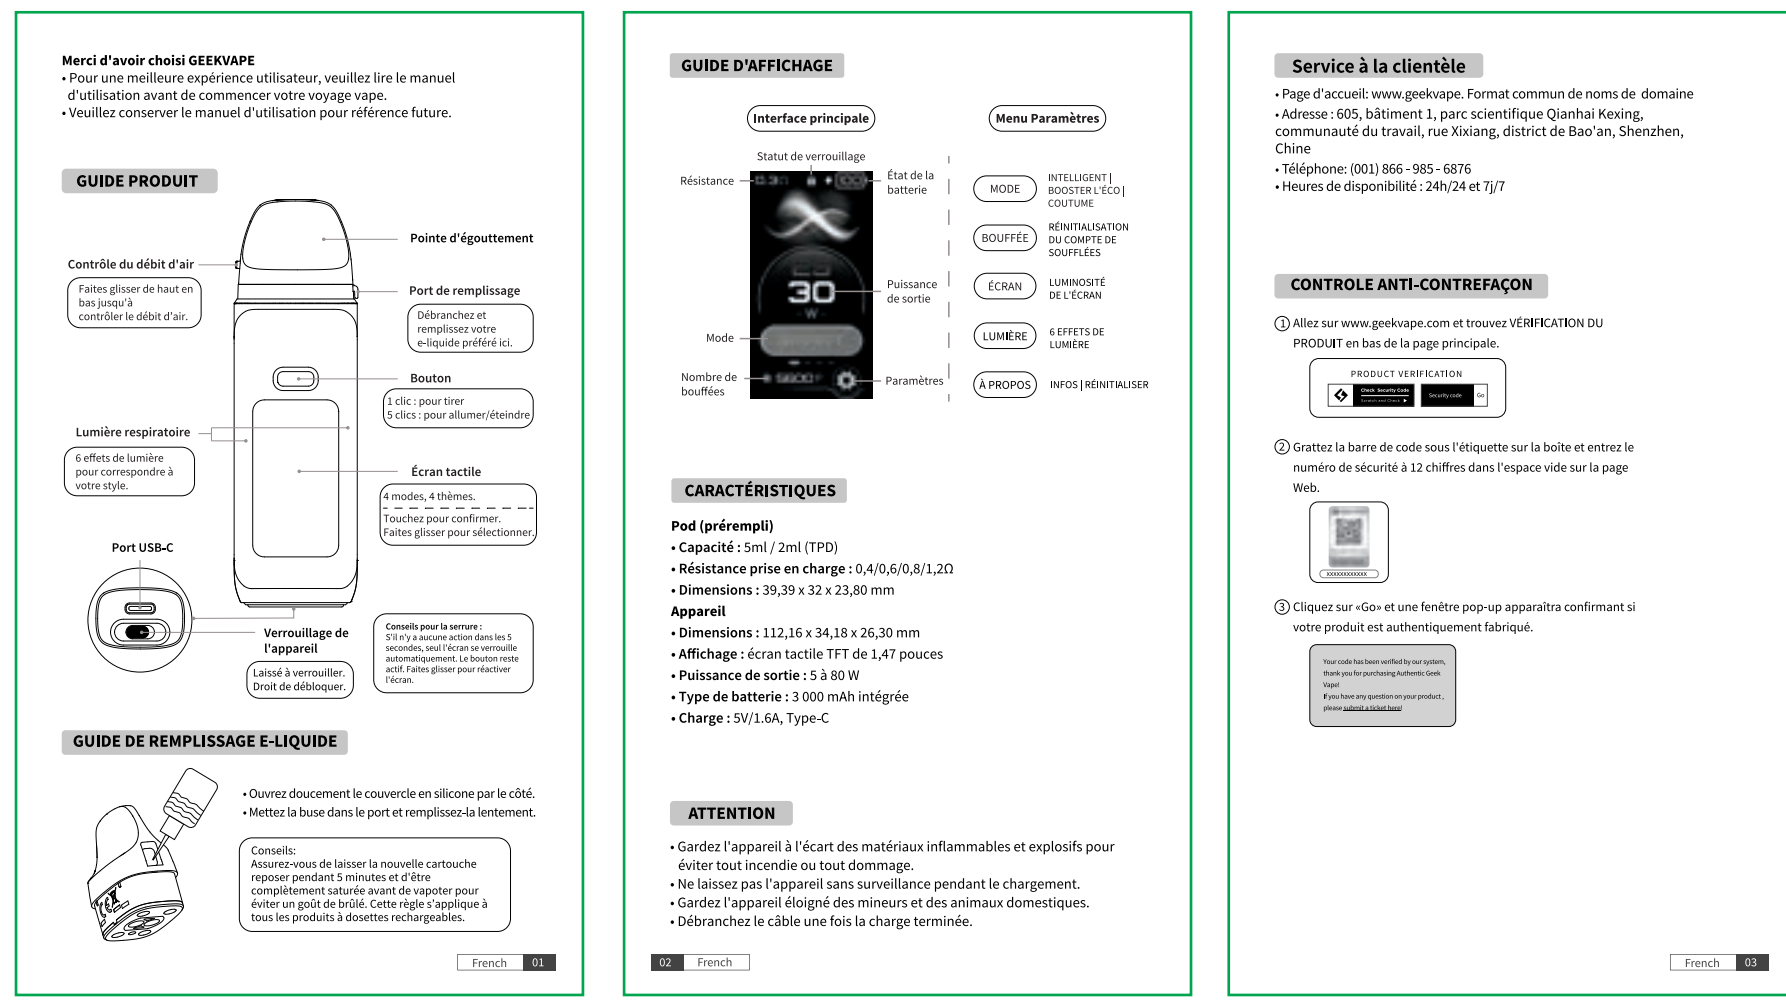 Merci d'avoir choisi GEEKVAPE
• Pour une meilleure expérience utilisateur, veuillez lire le manuel
d'utilisation avant de commencer votre voyage vape.
• Veuillez conserver le manuel d'utilisation pour référence future.
GUIDE PRODUIT
Pointe d'égouttement
Contrôle du débit d'air
Faites glisser de haut en
bas jusqu'à
contrôler le débit d'air.
Port de remplissage
Débranchez et
remplissez votre
e-liquide préféré ici.
Bouton
1 clic : pour tirer
5 clics : pour allumer/éteindre
Lumière respiratoire
6 effets de lumière
pour correspondre à
votre style.
Écran tactile
4 modes, 4 thèmes.
Touchez pour confirmer.
Faites glisser pour sélectionner.
Port USB-C
Verrouillage de
l'appareil
Laissé à verrouiller.
Droit de débloquer.
Conseils pour la serrure :
S'il n'y a aucune action dans les 5
secondes, seul l'écran se verrouille
automatiquement. Le bouton reste
actif. Faites glisser pour réactiver
l'écran.
GUIDE DE REMPLISSAGE E-LIQUIDE
• Ouvrez doucement le couvercle en silicone par le côté.
• Mettez la buse dans le port et remplissez-la lentement.
Conseils:
Assurez-vous de laisser la nouvelle cartouche
reposer pendant 5 minutes et d'être
complètement saturée avant de vapoter pour
éviter un goût de brûlé. Cette règle s'applique à
tous les produits à dosettes rechargeables.
French 01
GUIDE D'AFFICHAGE
Interface principale
Statut de verrouillage
Résistance
État de la
batterie
30
W
Puissance
de sortie
Mode
Nombre de
bouffées
Paramètres
Menu Paramètres
MODE
INTELLIGENT |
BOOSTER L'ÉCO |
COUTUME
BOUFFÉE
RÉINITIALISATION
DU COMPTE DE
SOUFFLÉES
ÉCRAN
LUMINOSITÉ
DE L'ÉCRAN
LUMIÈRE
6 EFFETS DE
LUMIÈRE
À PROPOS
INFOS | RÉINITIALISER
CARACTÉRISTIQUES
Pod (prérempli)
• Capacité : 5ml / 2ml (TPD)
• Résistance prise en charge : 0,4/0,6/0,8/1,2Ω
• Dimensions : 39,39 x 32 x 23,80 mm
Appareil
• Dimensions : 112,16 x 34,18 x 26,30 mm
• Affichage : écran tactile TFT de 1,47 pouces
• Puissance de sortie : 5 à 80 W
• Type de batterie : 3 000 mAh intégrée
• Charge : 5V/1.6A, Type-C
ATTENTION
• Gardez l'appareil à l'écart des matériaux inflammables et explosifs pour
éviter tout incendie ou tout dommage.
• Ne laissez pas l'appareil sans surveillance pendant le chargement.
• Gardez l'appareil éloigné des mineurs et des animaux domestiques.
• Débranchez le câble une fois la charge terminée.
02 French
Service à la clientèle
• Page d'accueil: www.geekvape. Format commun de noms de domaine
• Adresse : 605, bâtiment 1, parc scientifique Qianhai Kexing,
communauté du travail, rue Xixiang, district de Bao'an, Shenzhen,
Chine
• Téléphone: (001) 866 - 985 - 6876
• Heures de disponibilité : 24h/24 et 7j/7
CONTROLE ANTI-CONTREFAÇON
① Allez sur www.geekvape.com et trouvez VÉRIFICATION DU
PRODUIT en bas de la page principale.
PRODUCT VERIFICATION
Check Security Code
Scratch and Check ▶
Security code
Go
② Grattez la barre de code sous l'étiquette sur la boîte et entrez le
numéro de sécurité à 12 chiffres dans l'espace vide sur la page
Web.
XXXXXXXXXXXX
③ Cliquez sur «Go» et une fenêtre pop-up apparaîtra confirmant si
votre produit est authentiquement fabriqué.
Your code has been verified by our system,
thank you for purchasing Authentic Geek
Vape!
If you have any question on your product ,
please submit a ticket here!
French 03